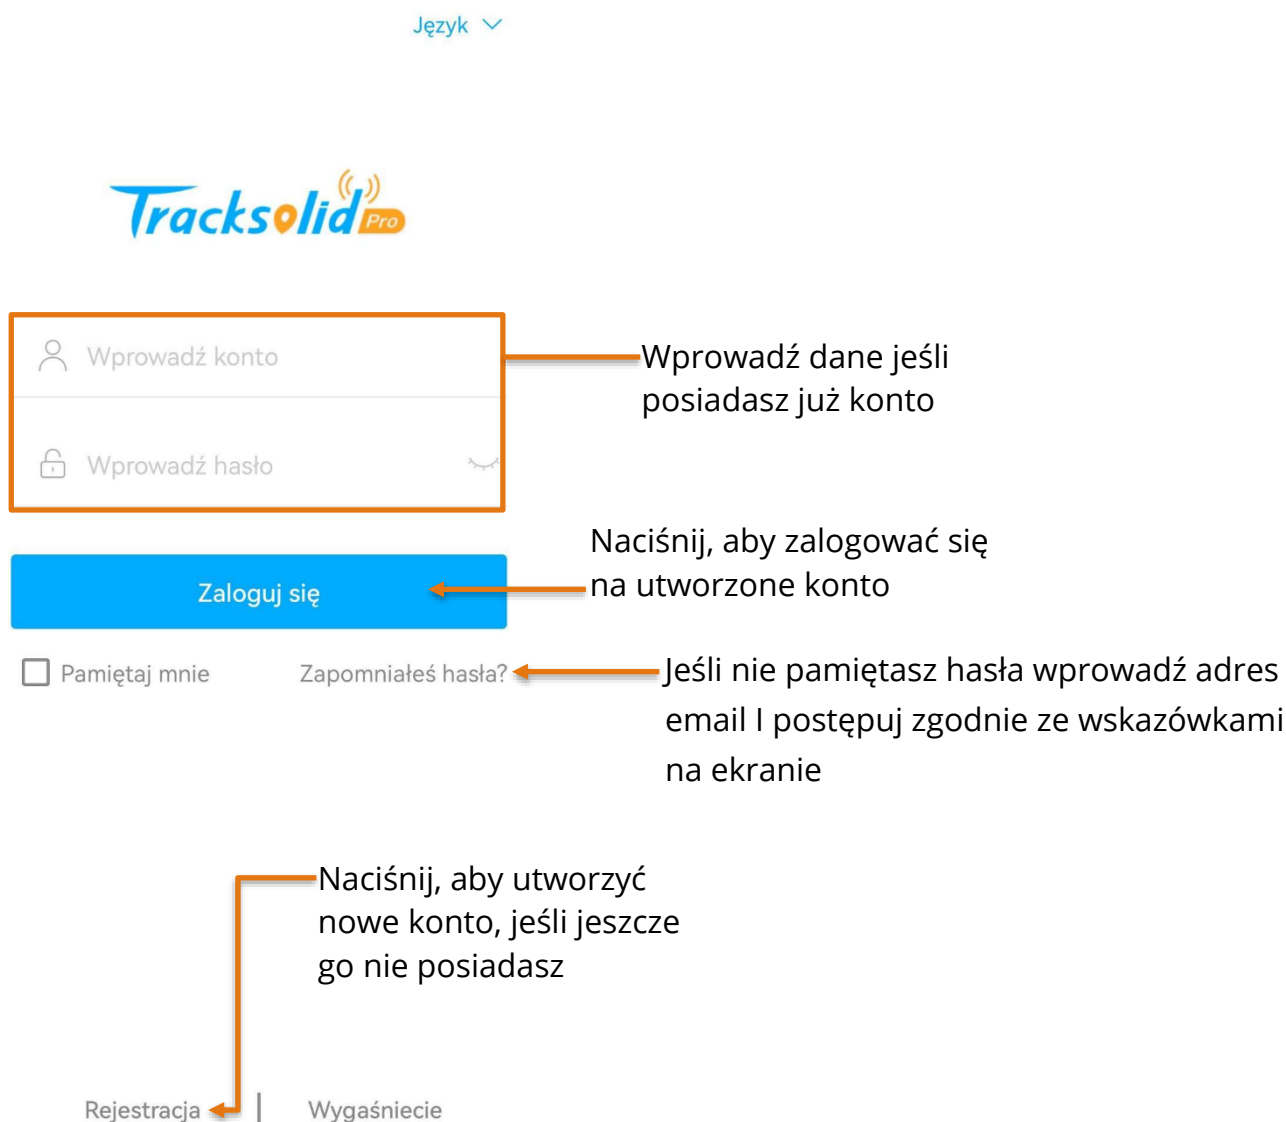 Język
Tracksolid Pro
Wprowadź konto
Wprowadź dane jeśli
posiadasz już konto
Wprowadź hasło
Naciśnij, aby zalogować się
na utworzone konto
Zaloguj się
Pamiętaj mnie
Zapomniałeś hasła?
Jeśli nie pamiętasz hasła wprowadź adres
email I postępuj zgodnie ze wskazówkami
na ekranie
Naciśnij, aby utworzyć
nowe konto, jeśli jeszcze
go nie posiadasz
Rejestracja
Wygaśniecie